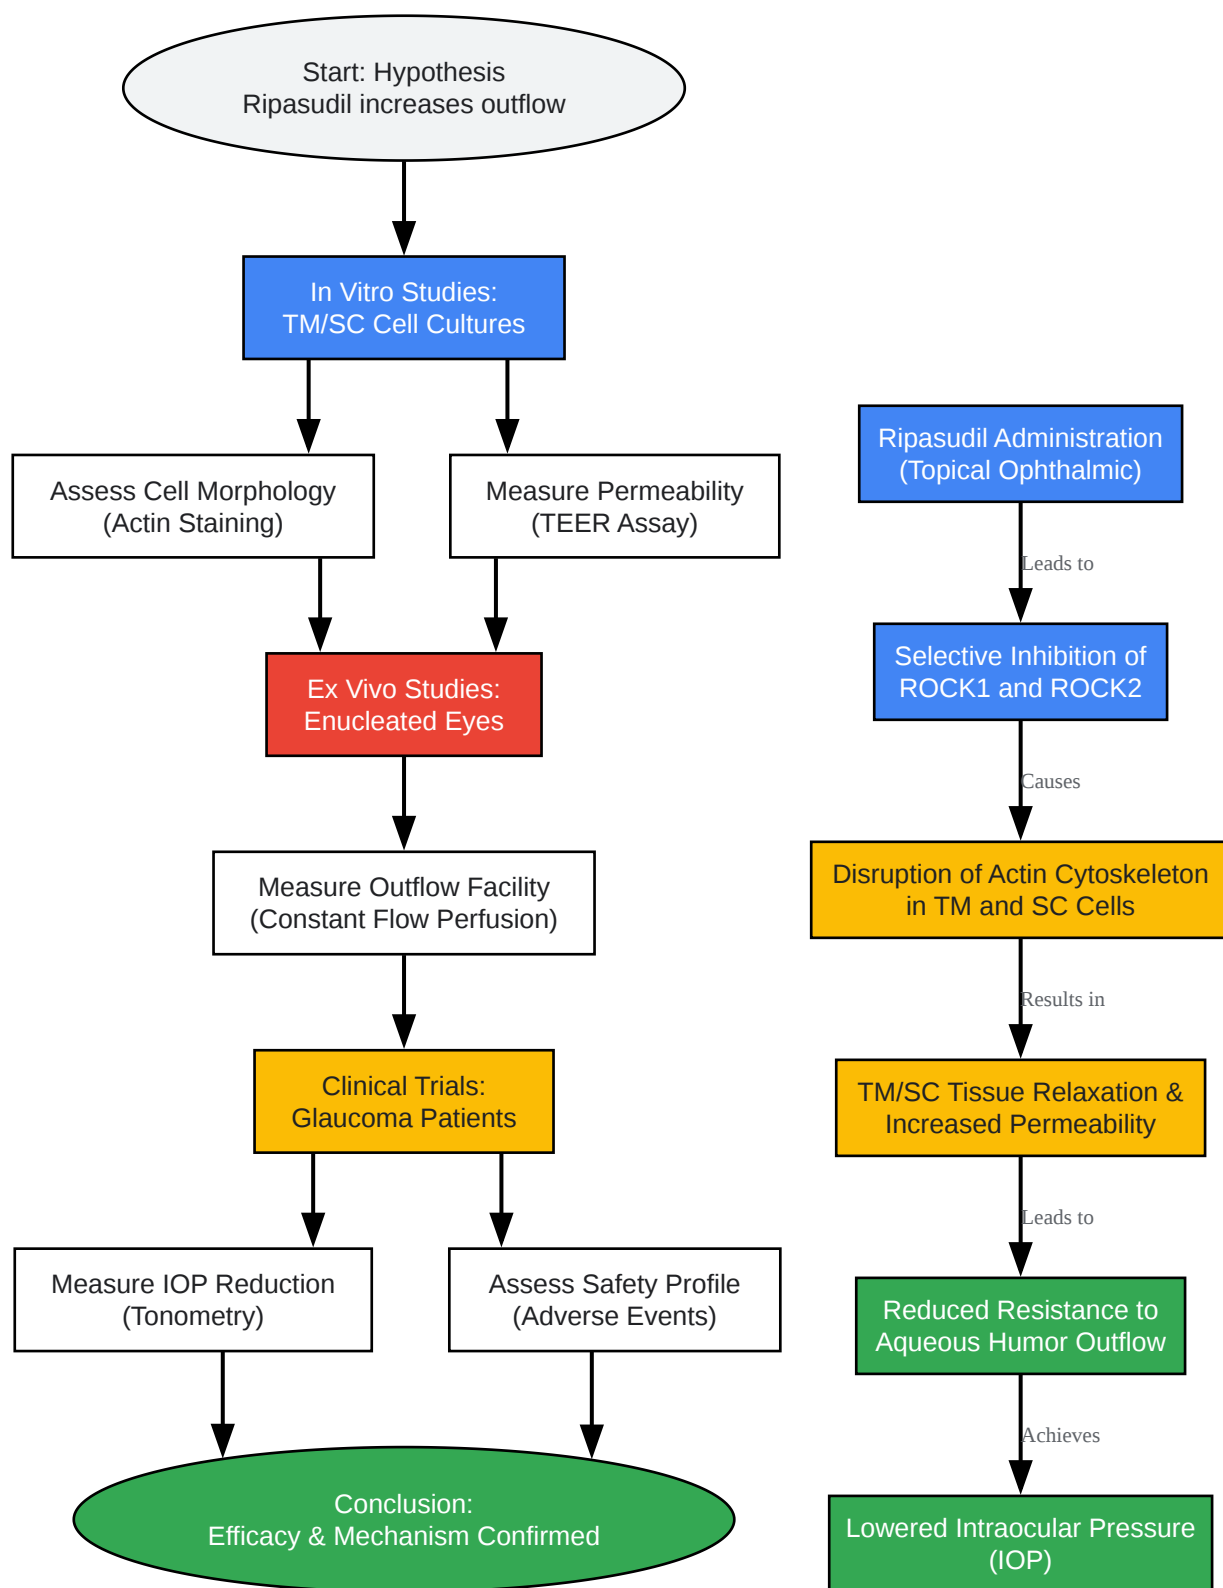 Start: Hypothesis
Ripasudil increases outflow
In Vitro Studies:
TM/SC Cell Cultures
Assess Cell Morphology
(Actin Staining)
Measure Permeability
(TEER Assay)
Ex Vivo Studies:
Enucleated Eyes
Measure Outflow Facility
(Constant Flow Perfusion)
Clinical Trials:
Glaucoma Patients
Measure IOP Reduction
(Tonometry)
Assess Safety Profile
(Adverse Events)
Conclusion:
Efficacy & Mechanism Confirmed
Ripasudil Administration
(Topical Ophthalmic)
Leads to
Selective Inhibition of
ROCK1 and ROCK2
Causes
Disruption of Actin Cytoskeleton
in TM and SC Cells
Results in
TM/SC Tissue Relaxation &
Increased Permeability
Leads to
Reduced Resistance to
Aqueous Humor Outflow
Achieves
Lowered Intraocular Pressure
(IOP)